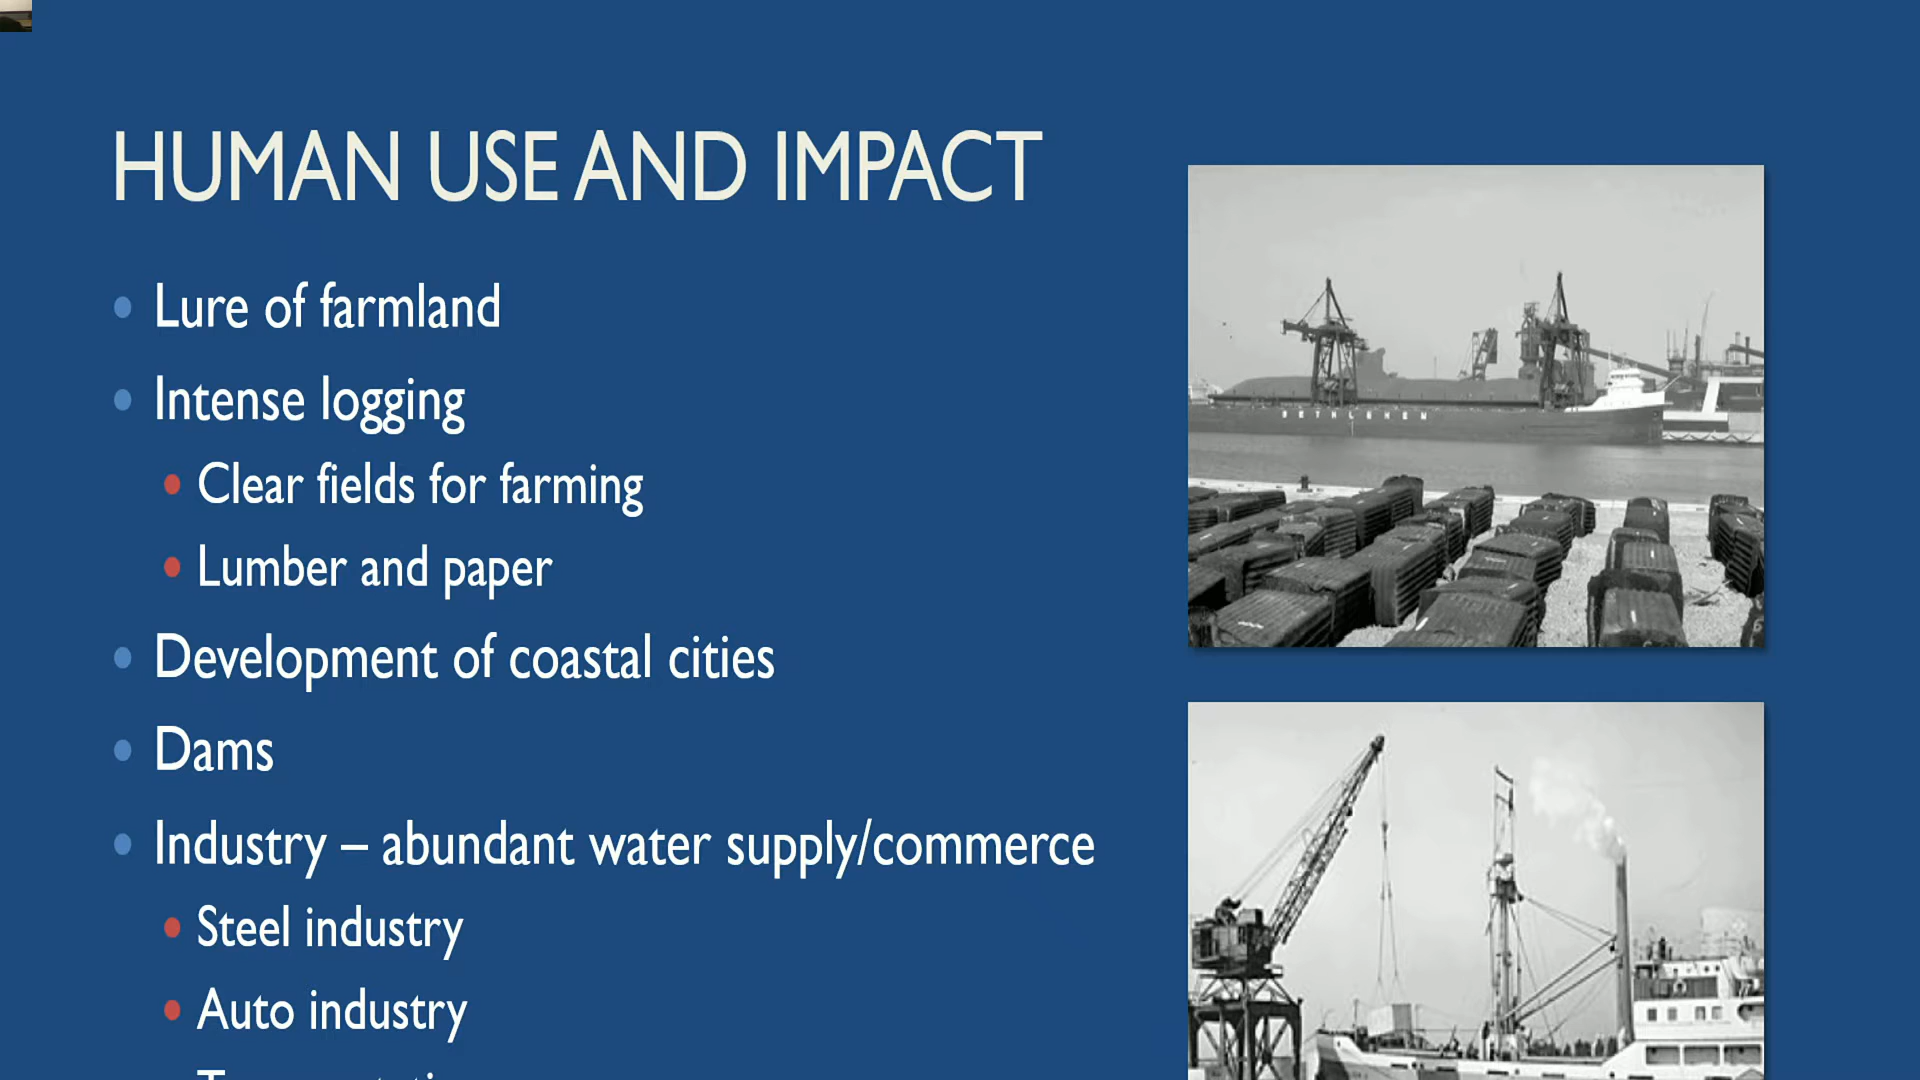 HUMAN USE AND IMPACT
Lure of farmland
Intense logging
Clear fields for farming
Lumber and paper
Development of coastal cities
Dams
Industry – abundant water supply/commerce
Steel industry
Auto industry
BETHLEHEM